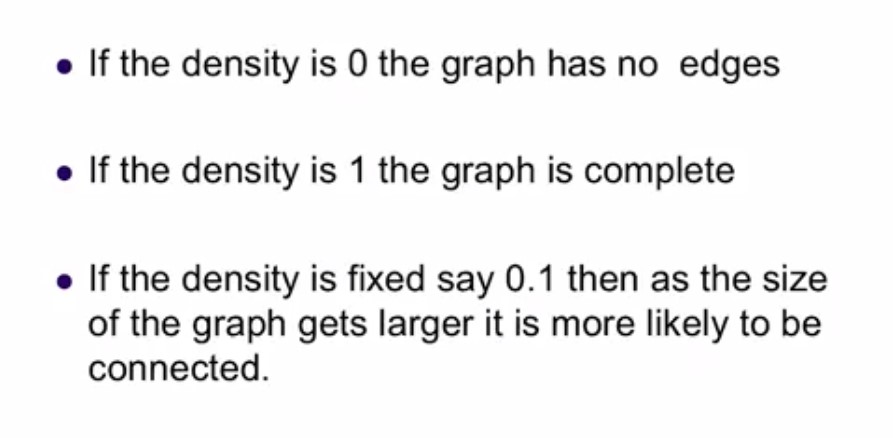 • If the density is 0 the graph has no edges
• If the density is 1 the graph is complete
• If the density is fixed say 0.1 then as the size
of the graph gets larger it is more likely to be
connected.